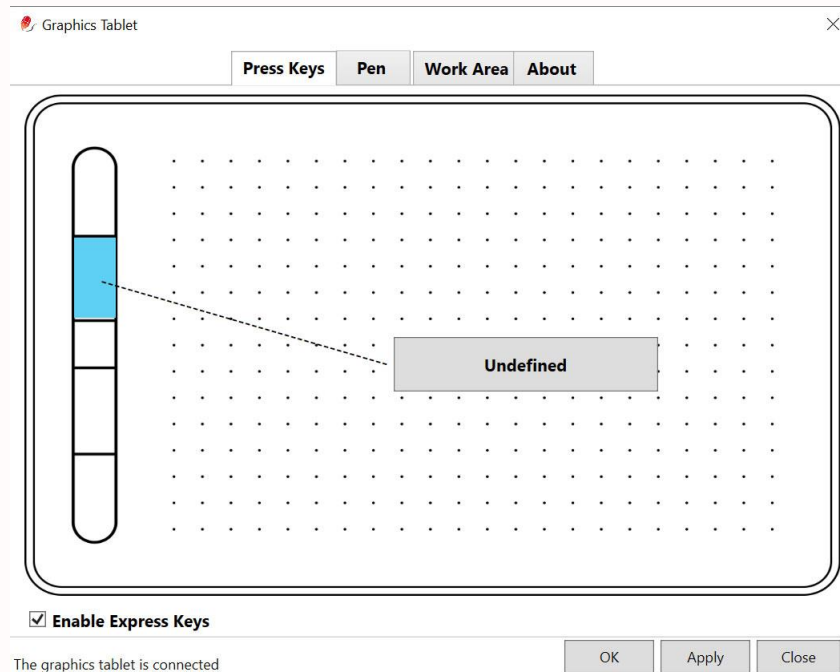 Graphics Tablet
Press Keys Pen Work Area About
Undefined
Enable Express Keys
The graphics tablet is connected
OK Apply Close